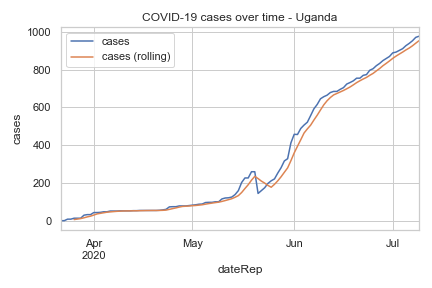 COVID-19 cases over time - Uganda
cases
cases (rolling)
1000
800
600
400
200
0
cases
Apr
2020
May
Jun
Jul
dateRep